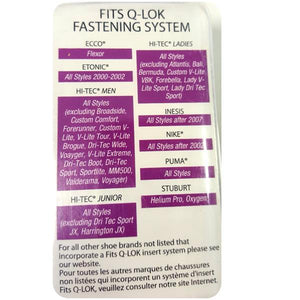 FITS Q-LOK
FASTENING SYSTEM
ECCO®
Flexor
ETONIC®
All Styles 2000-2002
HI-TEC® MEN
All Styles
(excluding Broadside,
Custom Comfort,
Forerunner, Custom V-
Lite, V-Lite Tour, V-Lite
Brogue, Dri-Tec Wide,
Voyager, V-Lite Extreme,
Dri-Tec Boot, Dri-Tec
Sport, Sportlite, MM500,
Valderama, Voyager)
HI-TEC® JUNIOR
All Styles
(excluding Dri Tec Sport
JX, Harrington JX)
HI-TEC® LADIES
All Styles
(excluding Atlantis, Bali,
Bermuda, Custom V-Lite
VBK, Forebella, Lady V-
Lite Sport, Lady Dri Tec
Sport)
INESIS
All Styles after 2007
NIKE®
All Styles after 2002
PUMA®
All Styles
STUBURT
Helium Pro, Oxygen
For all other shoe brands not listed that
incorporate a Fits Q-LOK insert system please see
our website.
Pour toutes les autres marques de chaussures
non listées qui incorporent un système d'insert
Fits Q-LOK, veuillez consulter notre site Internet.